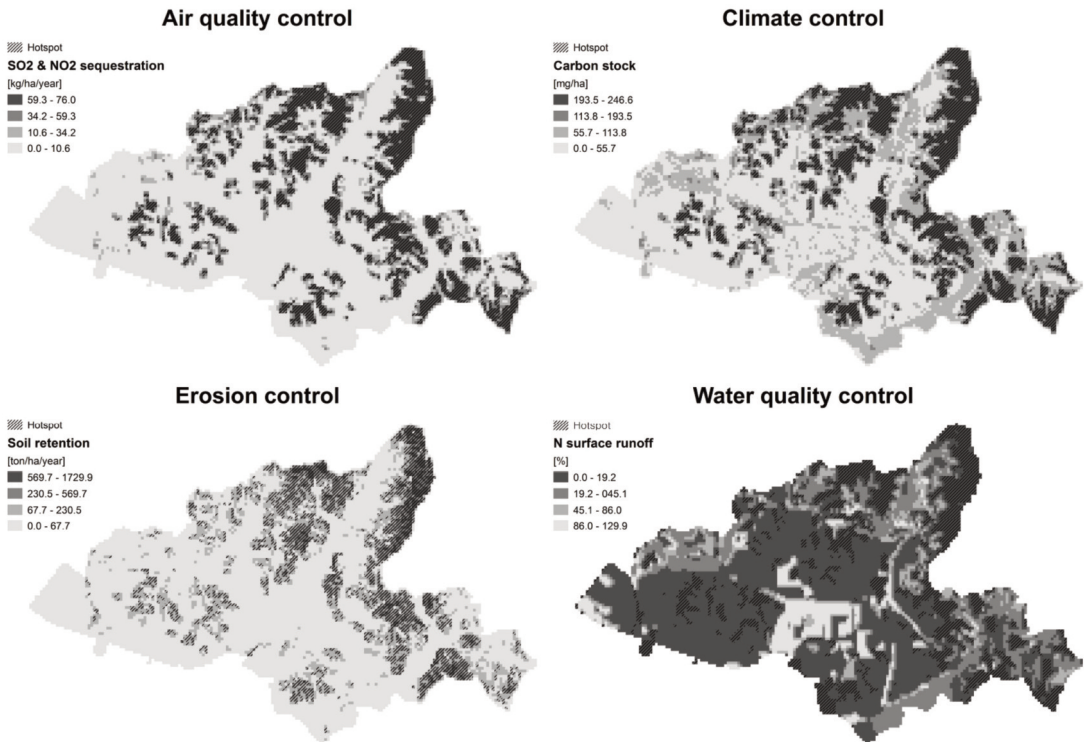 Air quality control
Hotspot
SO2 & NO2 sequestration
[kg/ha/year]
59.3 - 76.0
34.2 - 59.3
10.6 - 34.2
0.0 - 10.6
Climate control
Hotspot
Carbon stock
[mg/ha]
193.5 - 246.6
113.8 - 193.5
55.7 - 113.8
0.0 - 55.7
Erosion control
Hotspot
Soil retention
[ton/ha/year]
569.7 - 1729.9
230.5 - 569.7
67.7 - 230.5
0.0 - 67.7
Water quality control
Hotspot
N surface runoff
[%]
0.0 - 19.2
19.2 - 045.1
45.1 - 86.0
86.0 - 129.9